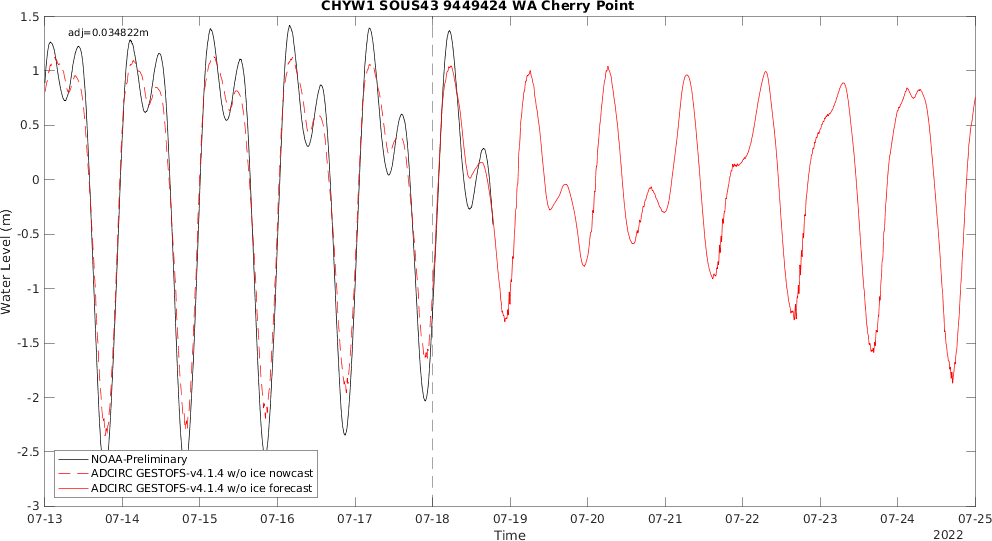 CHYW1 SOUS43 9449424 WA Cherry Point
adj=0.034822m
Water Level (m)
1.5
1
0.5
0
-0.5
-1
-1.5
-2
-2.5
-3
NOAA-Preliminary
ADCIRC GESTOFS-v4.1.4 w/o ice nowcast
ADCIRC GESTOFS-v4.1.4 w/o ice forecast
07-13 07-14 07-15 07-16 07-17 07-18 07-19 07-20 07-21 07-22 07-23 07-24 07-25
Time
2022